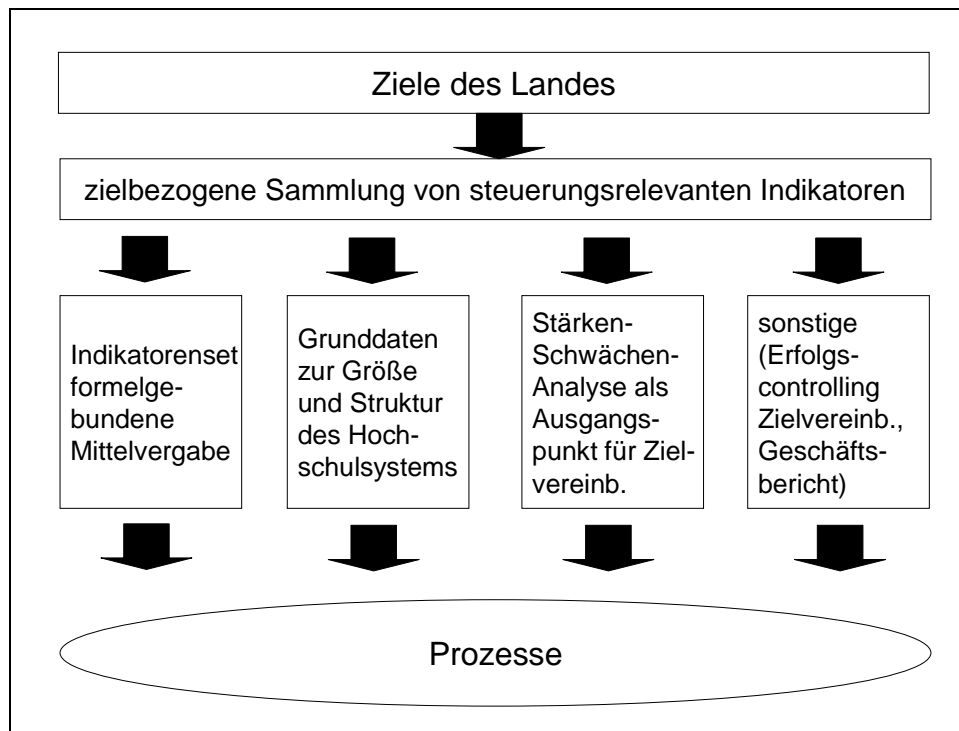 Ziele des Landes
zielbezogene Sammlung von steuerungsrelevanten Indikatoren
Indikatorenset
formelge-
bundene
Mittelvergabe
Grunddaten
zur Größe
und Struktur
des Hoch-
schulsystems
Stärken-
Schwächen-
Analyse als
Ausgangs-
punkt für Ziel-
vereinb.
sonstige
(Erfolgs-
controlling
Zielvereinb.,
Geschäfts-
bericht)
Prozesse